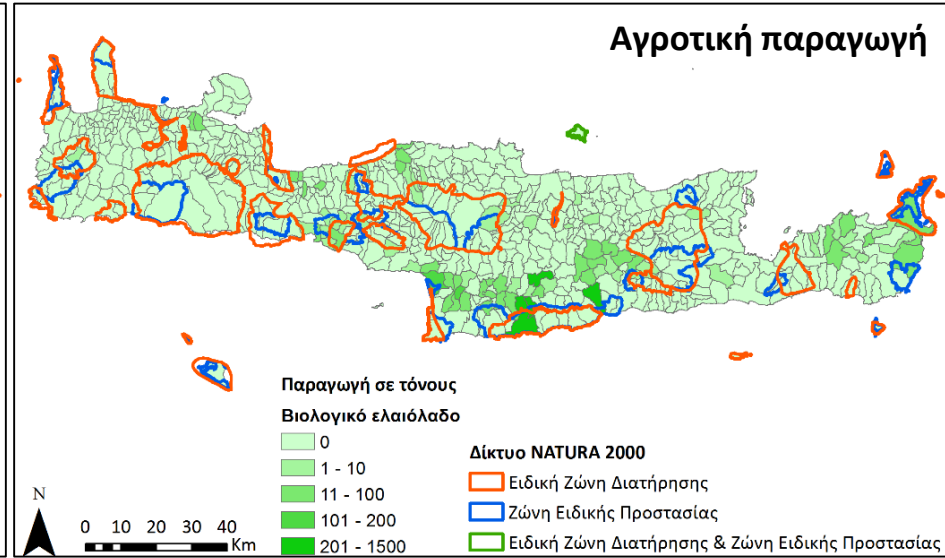 Αγροτική παραγωγή
Παραγωγή σε τόνους
Βιολογικό ελαιόλαδο
0
1 - 10
11 - 100
101 - 200
201 - 1500
Δίκτυο NATURA 2000
Ειδική Ζώνη Διατήρησης
Ζώνη Ειδικής Προστασίας
Ειδική Ζώνη Διατήρησης & Ζώνη Ειδικής Προστασίας
N
0 10 20 30 40
Km